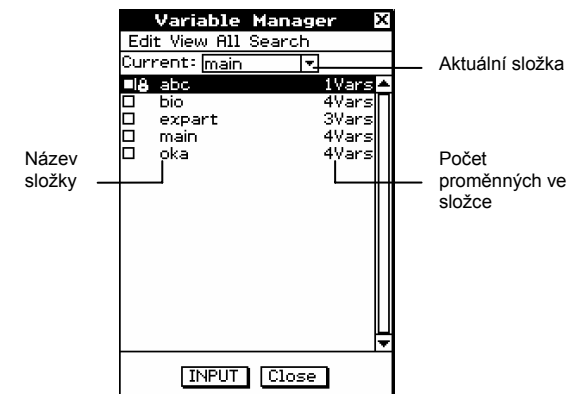 Variable Manager
Edit View All Search
Current: main
abc 1Vars
bio 4Vars
expart 3Vars
main 4Vars
oka 4Vars
INPUT Close
Aktuální složka
Název
složky
Počet
proměnných ve
složce